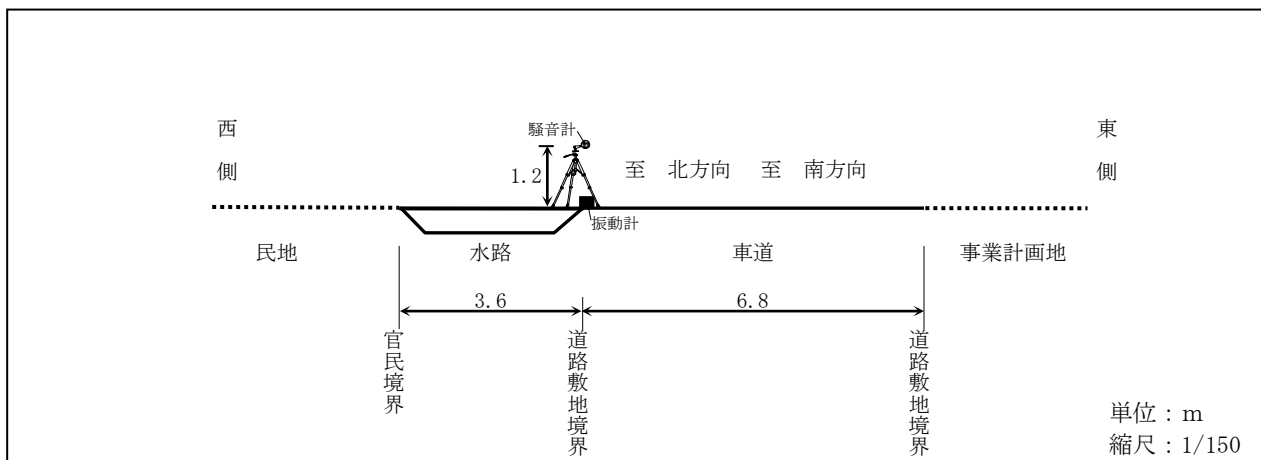 西側
東側
騒音計
1.2
至 北方向 至 南方向
振動計
民地
水路
車道
事業計画地
3.6
6.8
官民境界
道路敷地境界
道路敷地境界
単位：m
縮尺：1/150